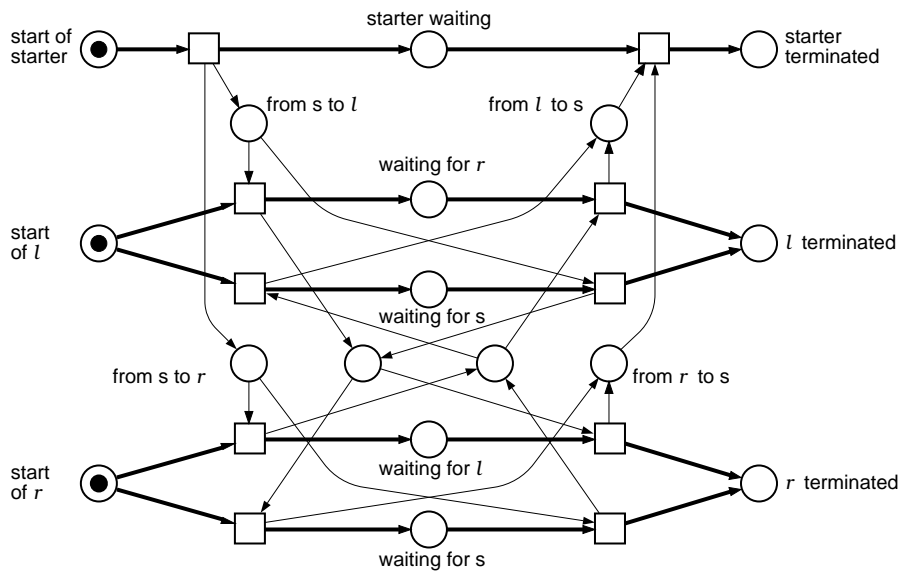 starter waiting
start of
starter
starter
terminated
from s to l
from l to s
waiting for r
start
of l
l terminated
waiting for s
from s to r
from r to s
waiting for l
start
of r
r terminated
waiting for s